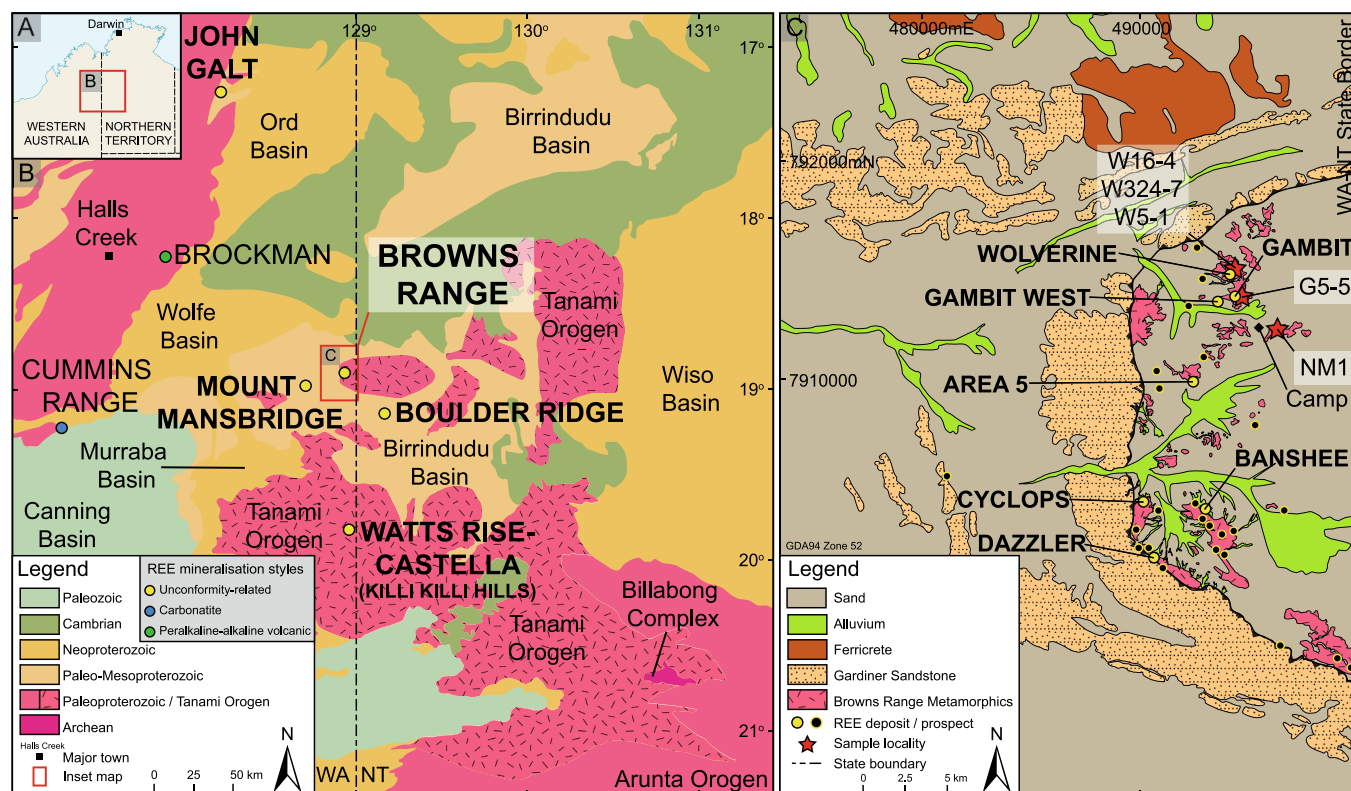 A
Darwin
B
WESTERN
AUSTRALIA
NORTHERN
TERRITORY
B
129°
130°
131°
17°
18°
19°
20°
21°
JOHN
GALT
Ord
Basin
Birrindudu
Basin
Halls
Creek
BROCKMAN
BROWNS
RANGE
Tanami
Orogen
Wolfe
Basin
C
CUMMINS
RANGE
MOUNT
MANSBRIDGE
BOULDER RIDGE
Wiso
Basin
Murraba
Basin
Birrindudu
Basin
Canning
Basin
Tanami
Orogen
WATTS RISE-
CASTELLA
(KILLI KILLI HILLS)
Billabong
Complex
Tanami
Orogen
Arunta Orogen
WA
NT
Legend
Paleozoic
Cambrian
Neoproterozoic
Paleo-Mesoproterozoic
Paleoproterozoic / Tanami Orogen
Archean
Halls Creek
Major town
Inset map
0 25 50 km
N
REE mineralisation styles
Unconformity-related
Carbonatite
Peralkaline-alkaline volcanic
C
480000mE
490000
WA-NT State Border
792000mN
7910000
W16-4
W324-7
W5-1
WOLVERINE
GAMBIT
GAMBIT WEST
G5-5
NM1
AREA 5
Camp
BANSHEE
CYCLOPS
DAZZLER
GDA94 Zone 52
Legend
Sand
Alluvium
Ferricrete
Gardiner Sandstone
Browns Range Metamorphics
REE deposit / prospect
Sample locality
State boundary
0 2.5 5 km
N